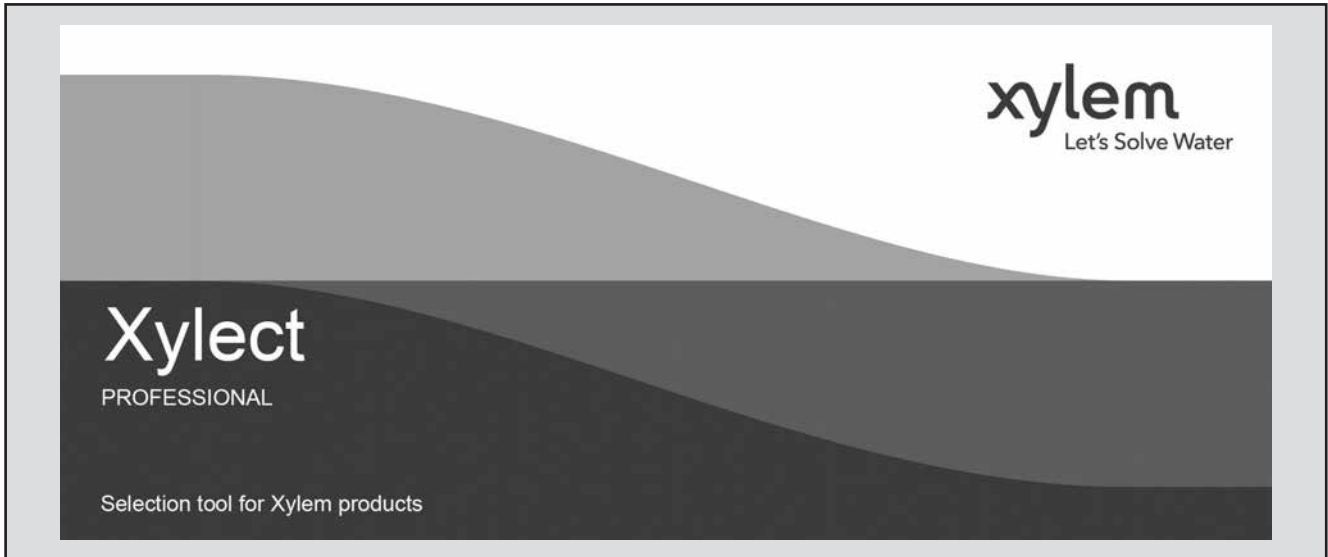 xylem
Let's Solve Water
Xylect
PROFESSIONAL
Selection tool for Xylem products